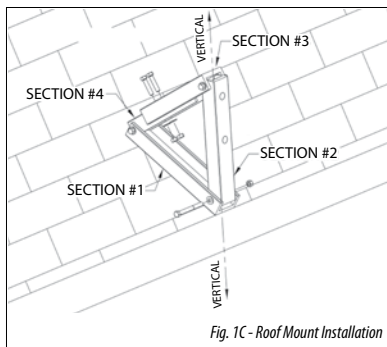 VERTICAL
SECTION #3
SECTION #4
SECTION #2
SECTION #1
VERTICAL
Fig. 1C - Roof Mount Installation